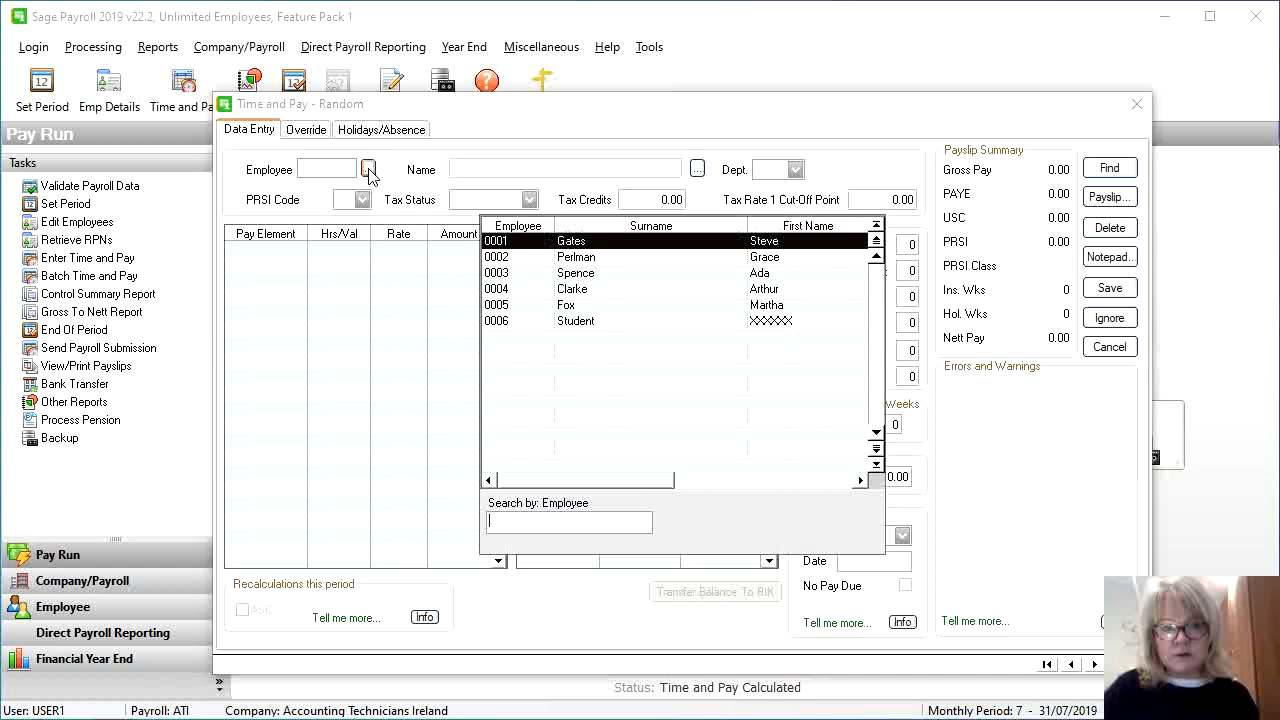 Sage Payroll 2019 v22.2, Unlimited Employees, Feature Pack 1
Login Processing Reports Company/Payroll Direct Payroll Reporting Year End Miscellaneous Help Tools
12 12
Set Period Emp Details Time and Pa
Pay Run
Tasks
Validate Payroll Data
Set Period
Edit Employees
Retrieve RPNs
Enter Time and Pay
Batch Time and Pay
Control Summary Report
Gross To Nett Report
End Of Period
Send Payroll Submission
View/Print Payslips
Bank Transfer
Other Reports
Process Pension
Backup
Pay Run
Company/Payroll
Employee
Direct Payroll Reporting
Financial Year End
Time and Pay - Random
Data Entry Override Holidays/Absence
Employee Name ... Dept.
PRSI Code Tax Status Tax Credits 0.00 Tax Rate 1 Cut-Off Point 0.00
Pay Element Hrs/Val Rate Amount
Employee Surname First Name
0001 Gates Steve
0002 Perlman Grace
0003 Spence Ada
0004 Clarke Arthur
0005 Fox Martha
0006 Student XXXXXX
Search by: Employee
0
0
0
0
0
0
Weeks
0
0.00
Date
No Pay Due
Tell me more... Info
Recalculations this period
Tell me more... Info
Transfer Balance To RIK
Payslip Summary
Gross Pay 0.00
PAYE 0.00
USC 0.00
PRSI 0.00
PRSI Class
Ins. Wks 0
Hol. Wks 0
Nett Pay 0.00
Find
Payslip...
Delete
Notepad..
Save
Ignore
Cancel
Errors and Warnings
Tell me more...
Status: Time and Pay Calculated
User: USER1 Payroll: ATI Company: Accounting Technicians Ireland Monthly Period: 7 - 31/07/2019